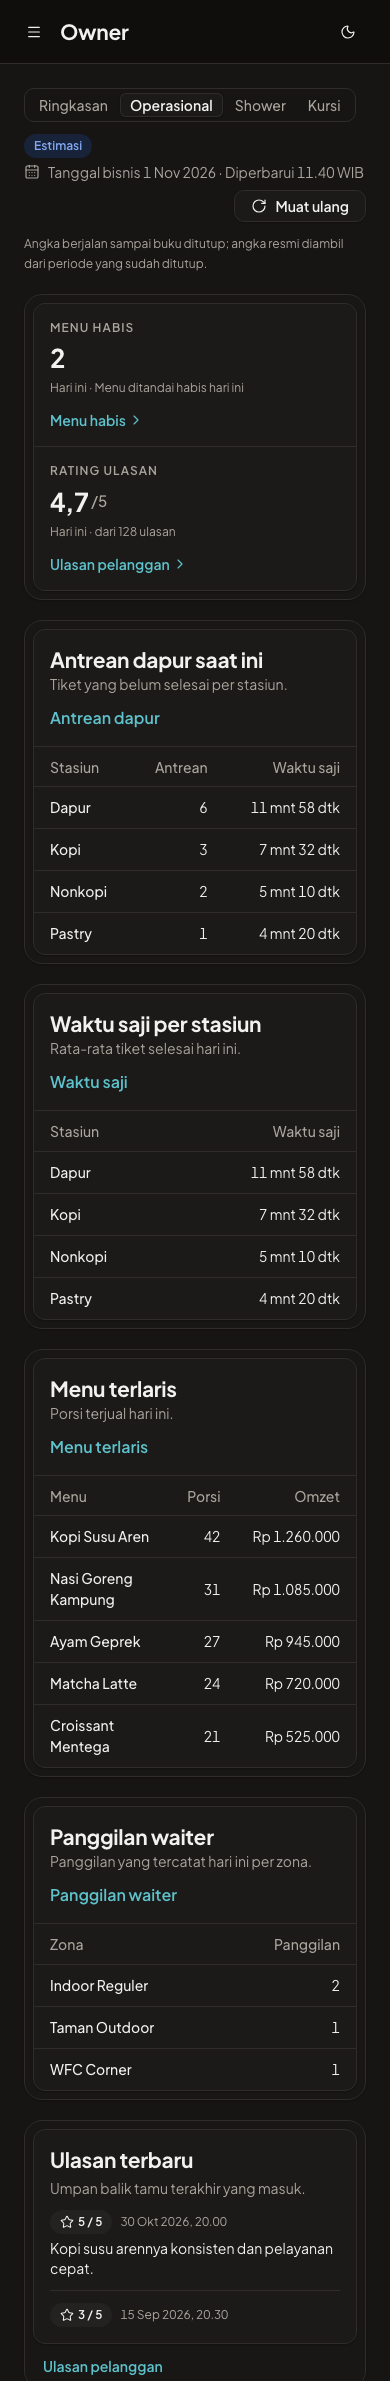 Owner
Ringkasan Operasional Shower Kursi
Estimasi
Tanggal bisnis 1 Nov 2026 · Diperbarui 11.40 WIB
Muat ulang
Angka berjalan sampai buku ditutup; angka resmi diambil
dari periode yang sudah ditutup.
MENU HABIS
2
Hari ini · Menu ditandai habis hari ini
Menu habis
RATING ULASAN
4,7 /5
Hari ini · dari 128 ulasan
Ulasan pelanggan
Antrean dapur saat ini
Tiket yang belum selesai per stasiun.
Antrean dapur
Stasiun Antrean Waktu saji
Dapur 6 11 mnt 58 dtk
Kopi 3 7 mnt 32 dtk
Nonkopi 2 5 mnt 10 dtk
Pastry 1 4 mnt 20 dtk
Waktu saji per stasiun
Rata-rata tiket selesai hari ini.
Waktu saji
Stasiun Waktu saji
Dapur 11 mnt 58 dtk
Kopi 7 mnt 32 dtk
Nonkopi 5 mnt 10 dtk
Pastry 4 mnt 20 dtk
Menu terlaris
Porsi terjual hari ini.
Menu terlaris
Menu Porsi Omzet
Kopi Susu Aren 42 Rp 1.260.000
Nasi Goreng
Kampung 31 Rp 1.085.000
Ayam Geprek 27 Rp 945.000
Matcha Latte 24 Rp 720.000
Croissant
Mentega 21 Rp 525.000
Panggilan waiter
Panggilan yang tercatat hari ini per zona.
Panggilan waiter
Zona Panggilan
Indoor Reguler 2
Taman Outdoor 1
WFC Corner 1
Ulasan terbaru
Umpan balik tamu terakhir yang masuk.
5 / 5 30 Okt 2026, 20.00
Kopi susu arennya konsisten dan pelayanan
cepat.
3 / 5 15 Sep 2026, 20.30
Ulasan pelanggan